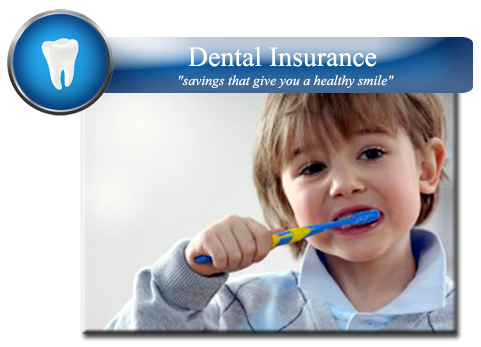 Dental Insurance
"savings that give you a healthy smile"